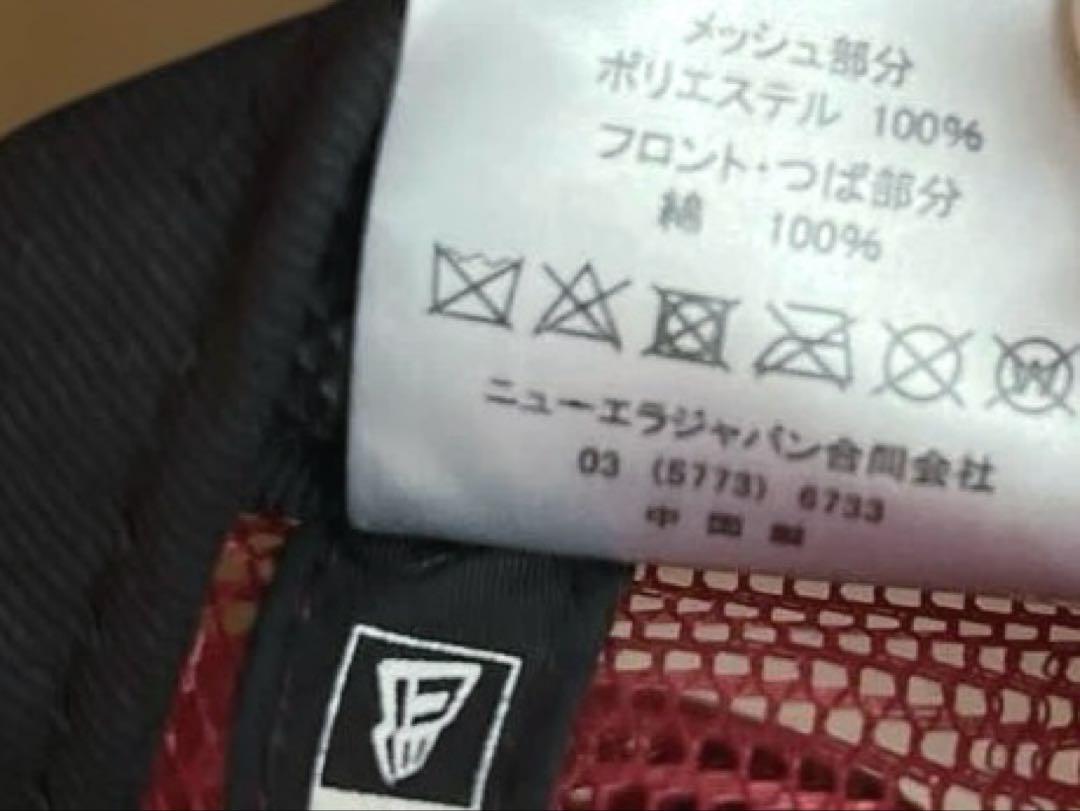 メッシュ部分
ポリエステル 100%
フロント・つば部分
綿 100%
ニューエラジャパン合同会社
03 (5773) 6733
中国製